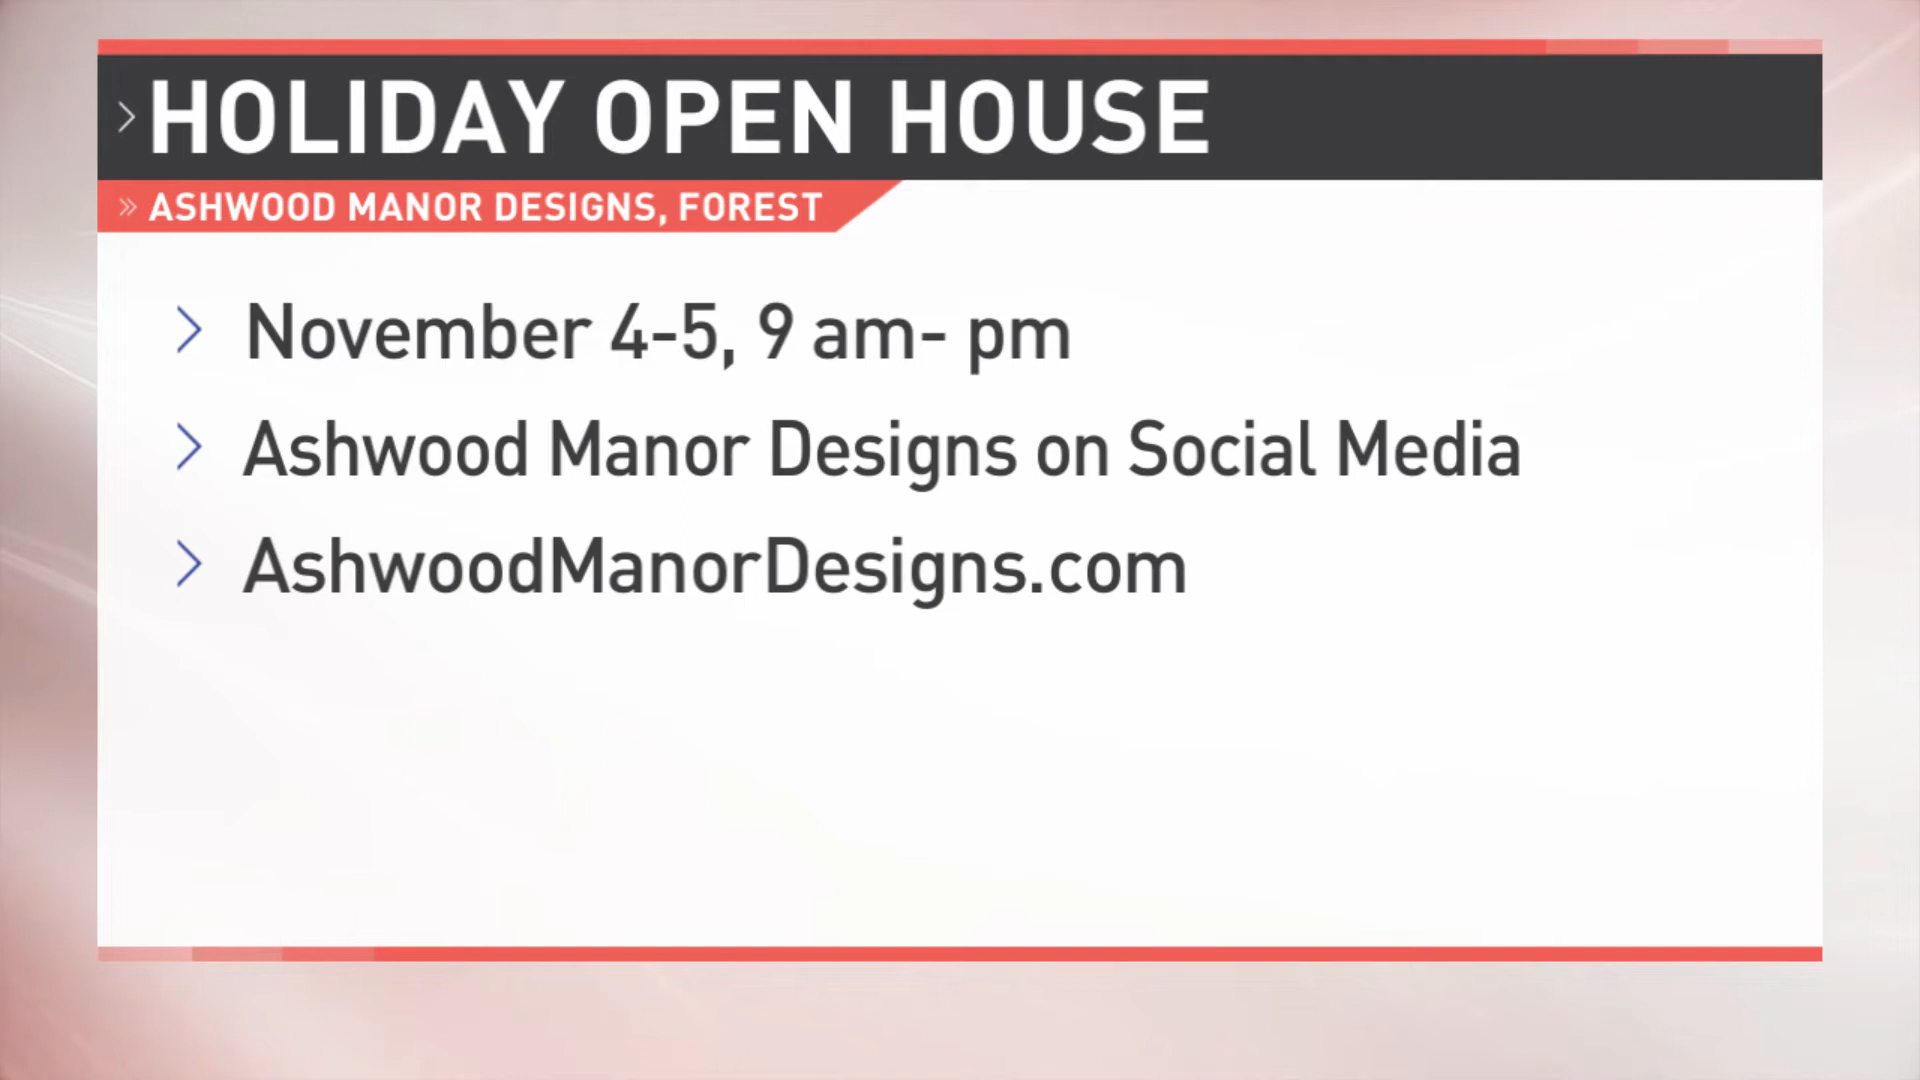 HOLIDAY OPEN HOUSE
ASHWOOD MANOR DESIGNS, FOREST
November 4-5, 9 am- pm
Ashwood Manor Designs on Social Media
AshwoodManorDesigns.com